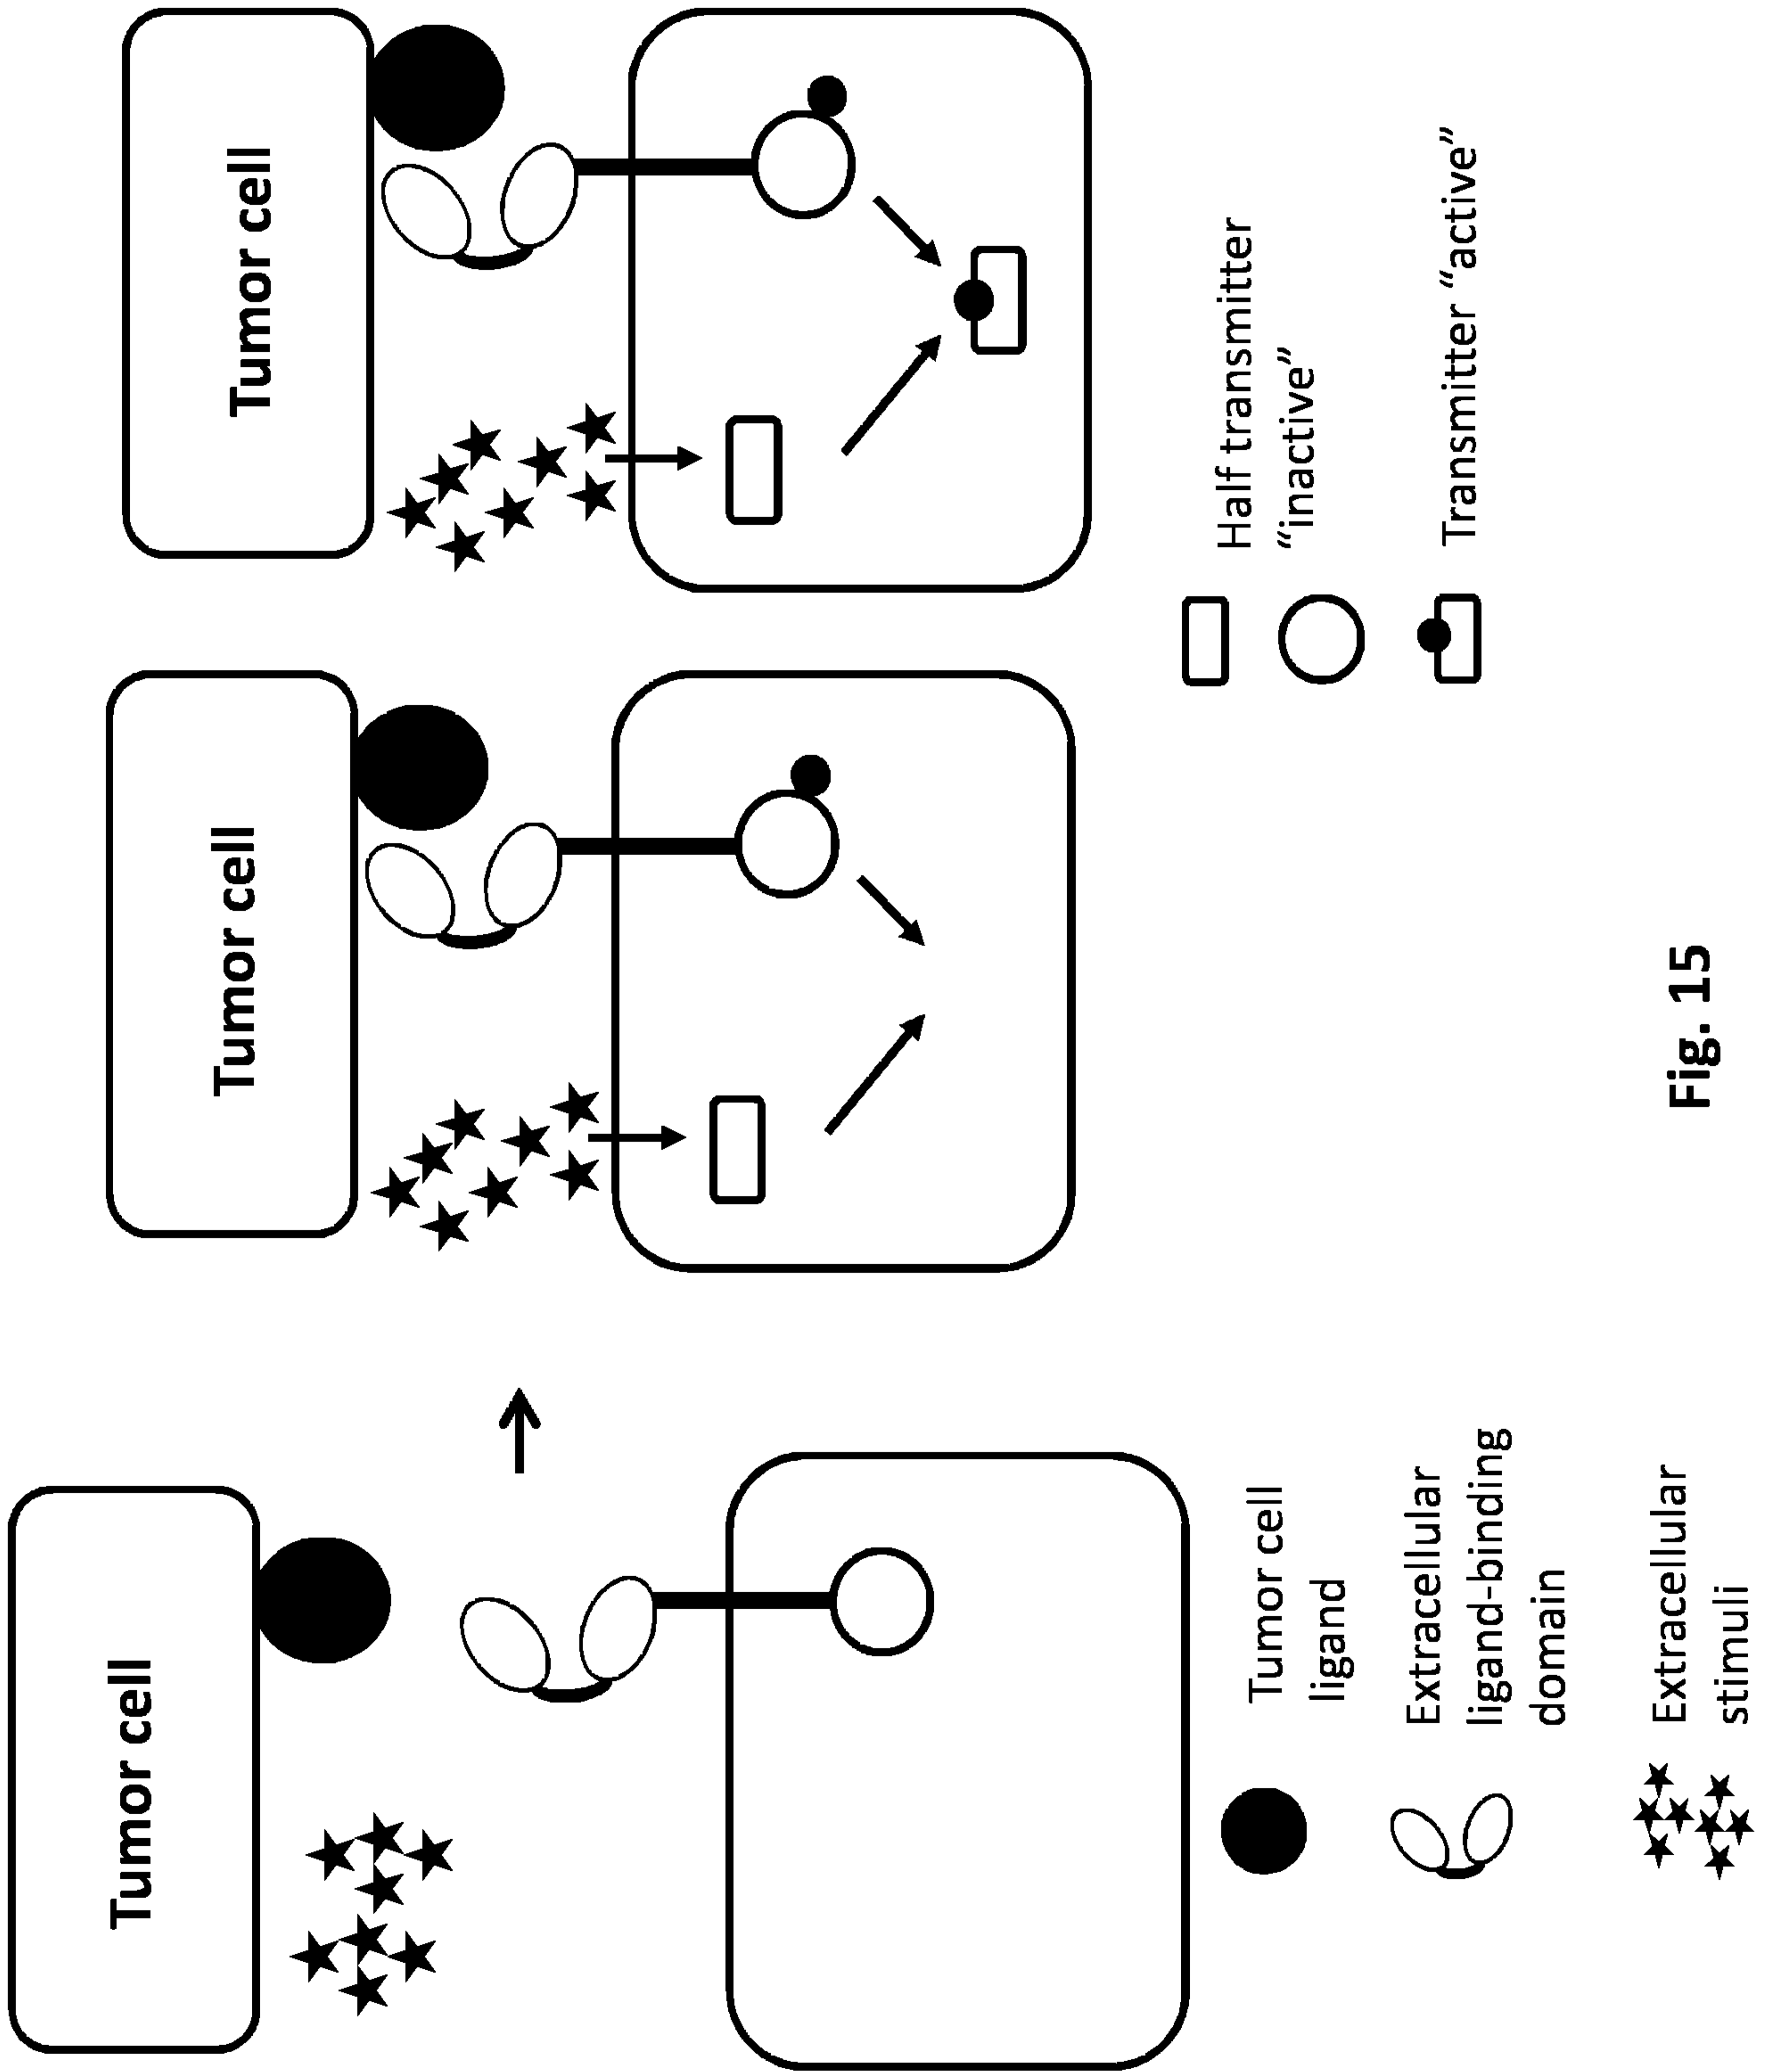 Tumor cell
Tumor cell
Tumor cell
Tumor cell
ligand
Extracellular
ligand-binding
domain
Extracellular
stimuli
Half transmitter
“inactive”
Transmitter “active”
Fig. 15